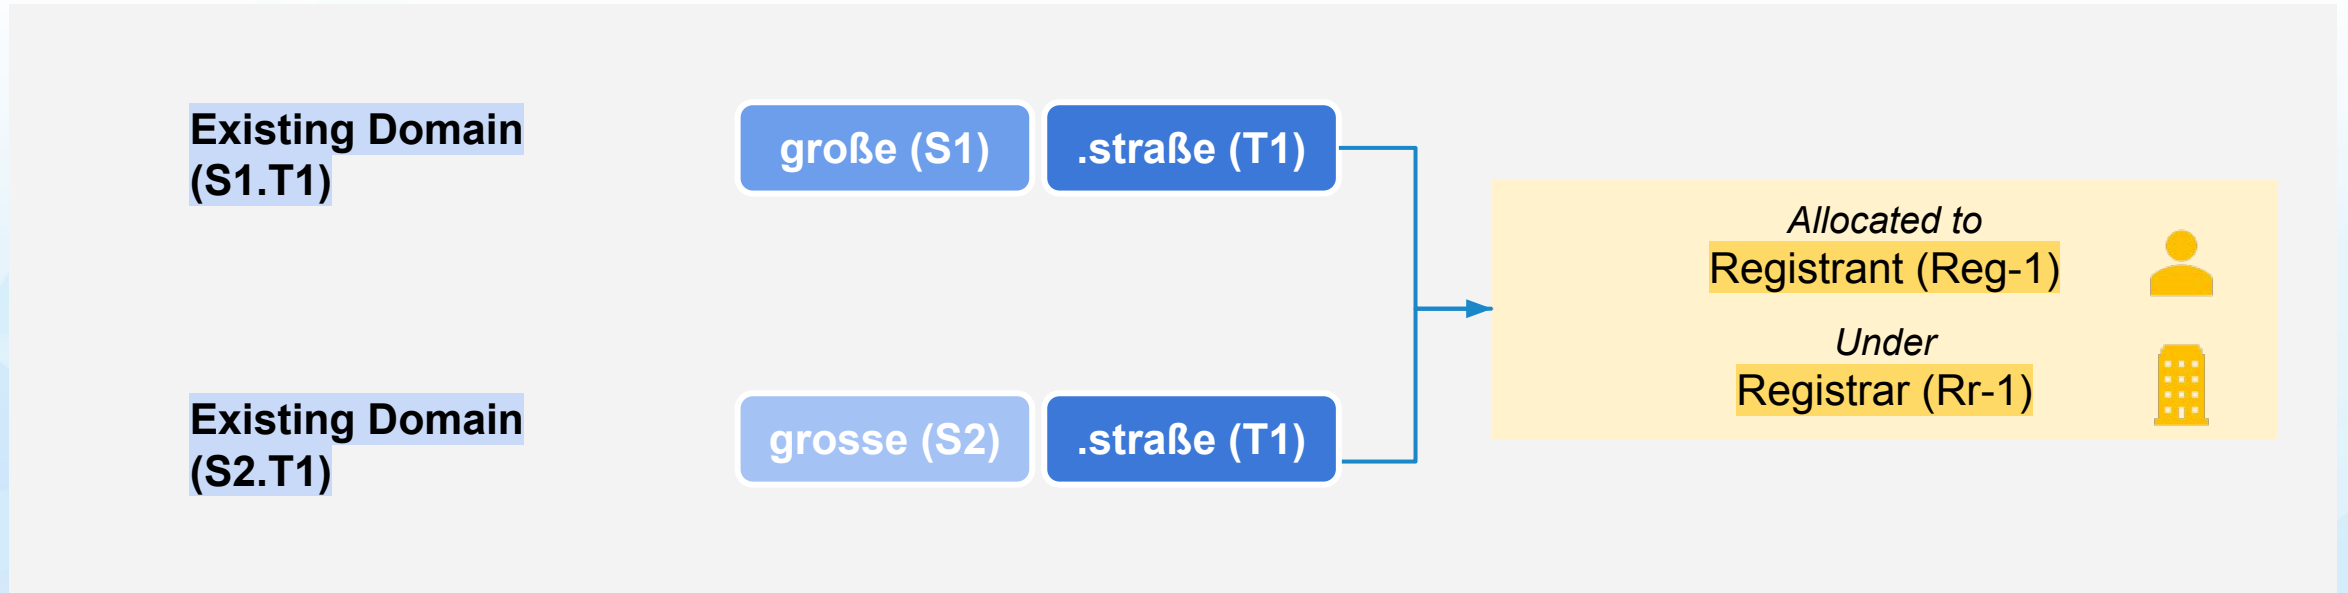 Existing Domain
(S1.T1)
große (S1)
.straße (T1)
Allocated to
Registrant (Reg-1)
Under
Registrar (Rr-1)
Existing Domain
(S2.T1)
grosse (S2)
.straße (T1)